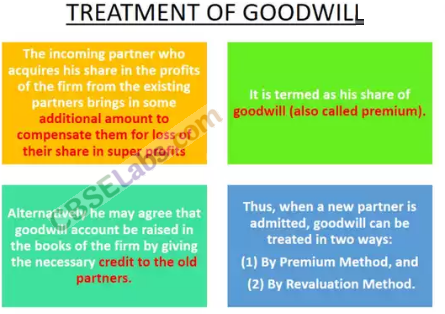 TREATMENT OF GOODWILL
The incoming partner who
acquires his share in the profits
of the firm from the existing
partners brings in some
additional amount to
compensate them for loss of
their share in super profits
It is termed as his share of
goodwill (also called premium).
Alternatively he may agree that
goodwill account be raised in
the books of the firm by giving
the necessary credit to the old
partners.
Thus, when a new partner is
admitted, goodwill can be
treated in two ways:
(1) By Premium Method, and
(2) By Revaluation Method.
CBSELabs.com